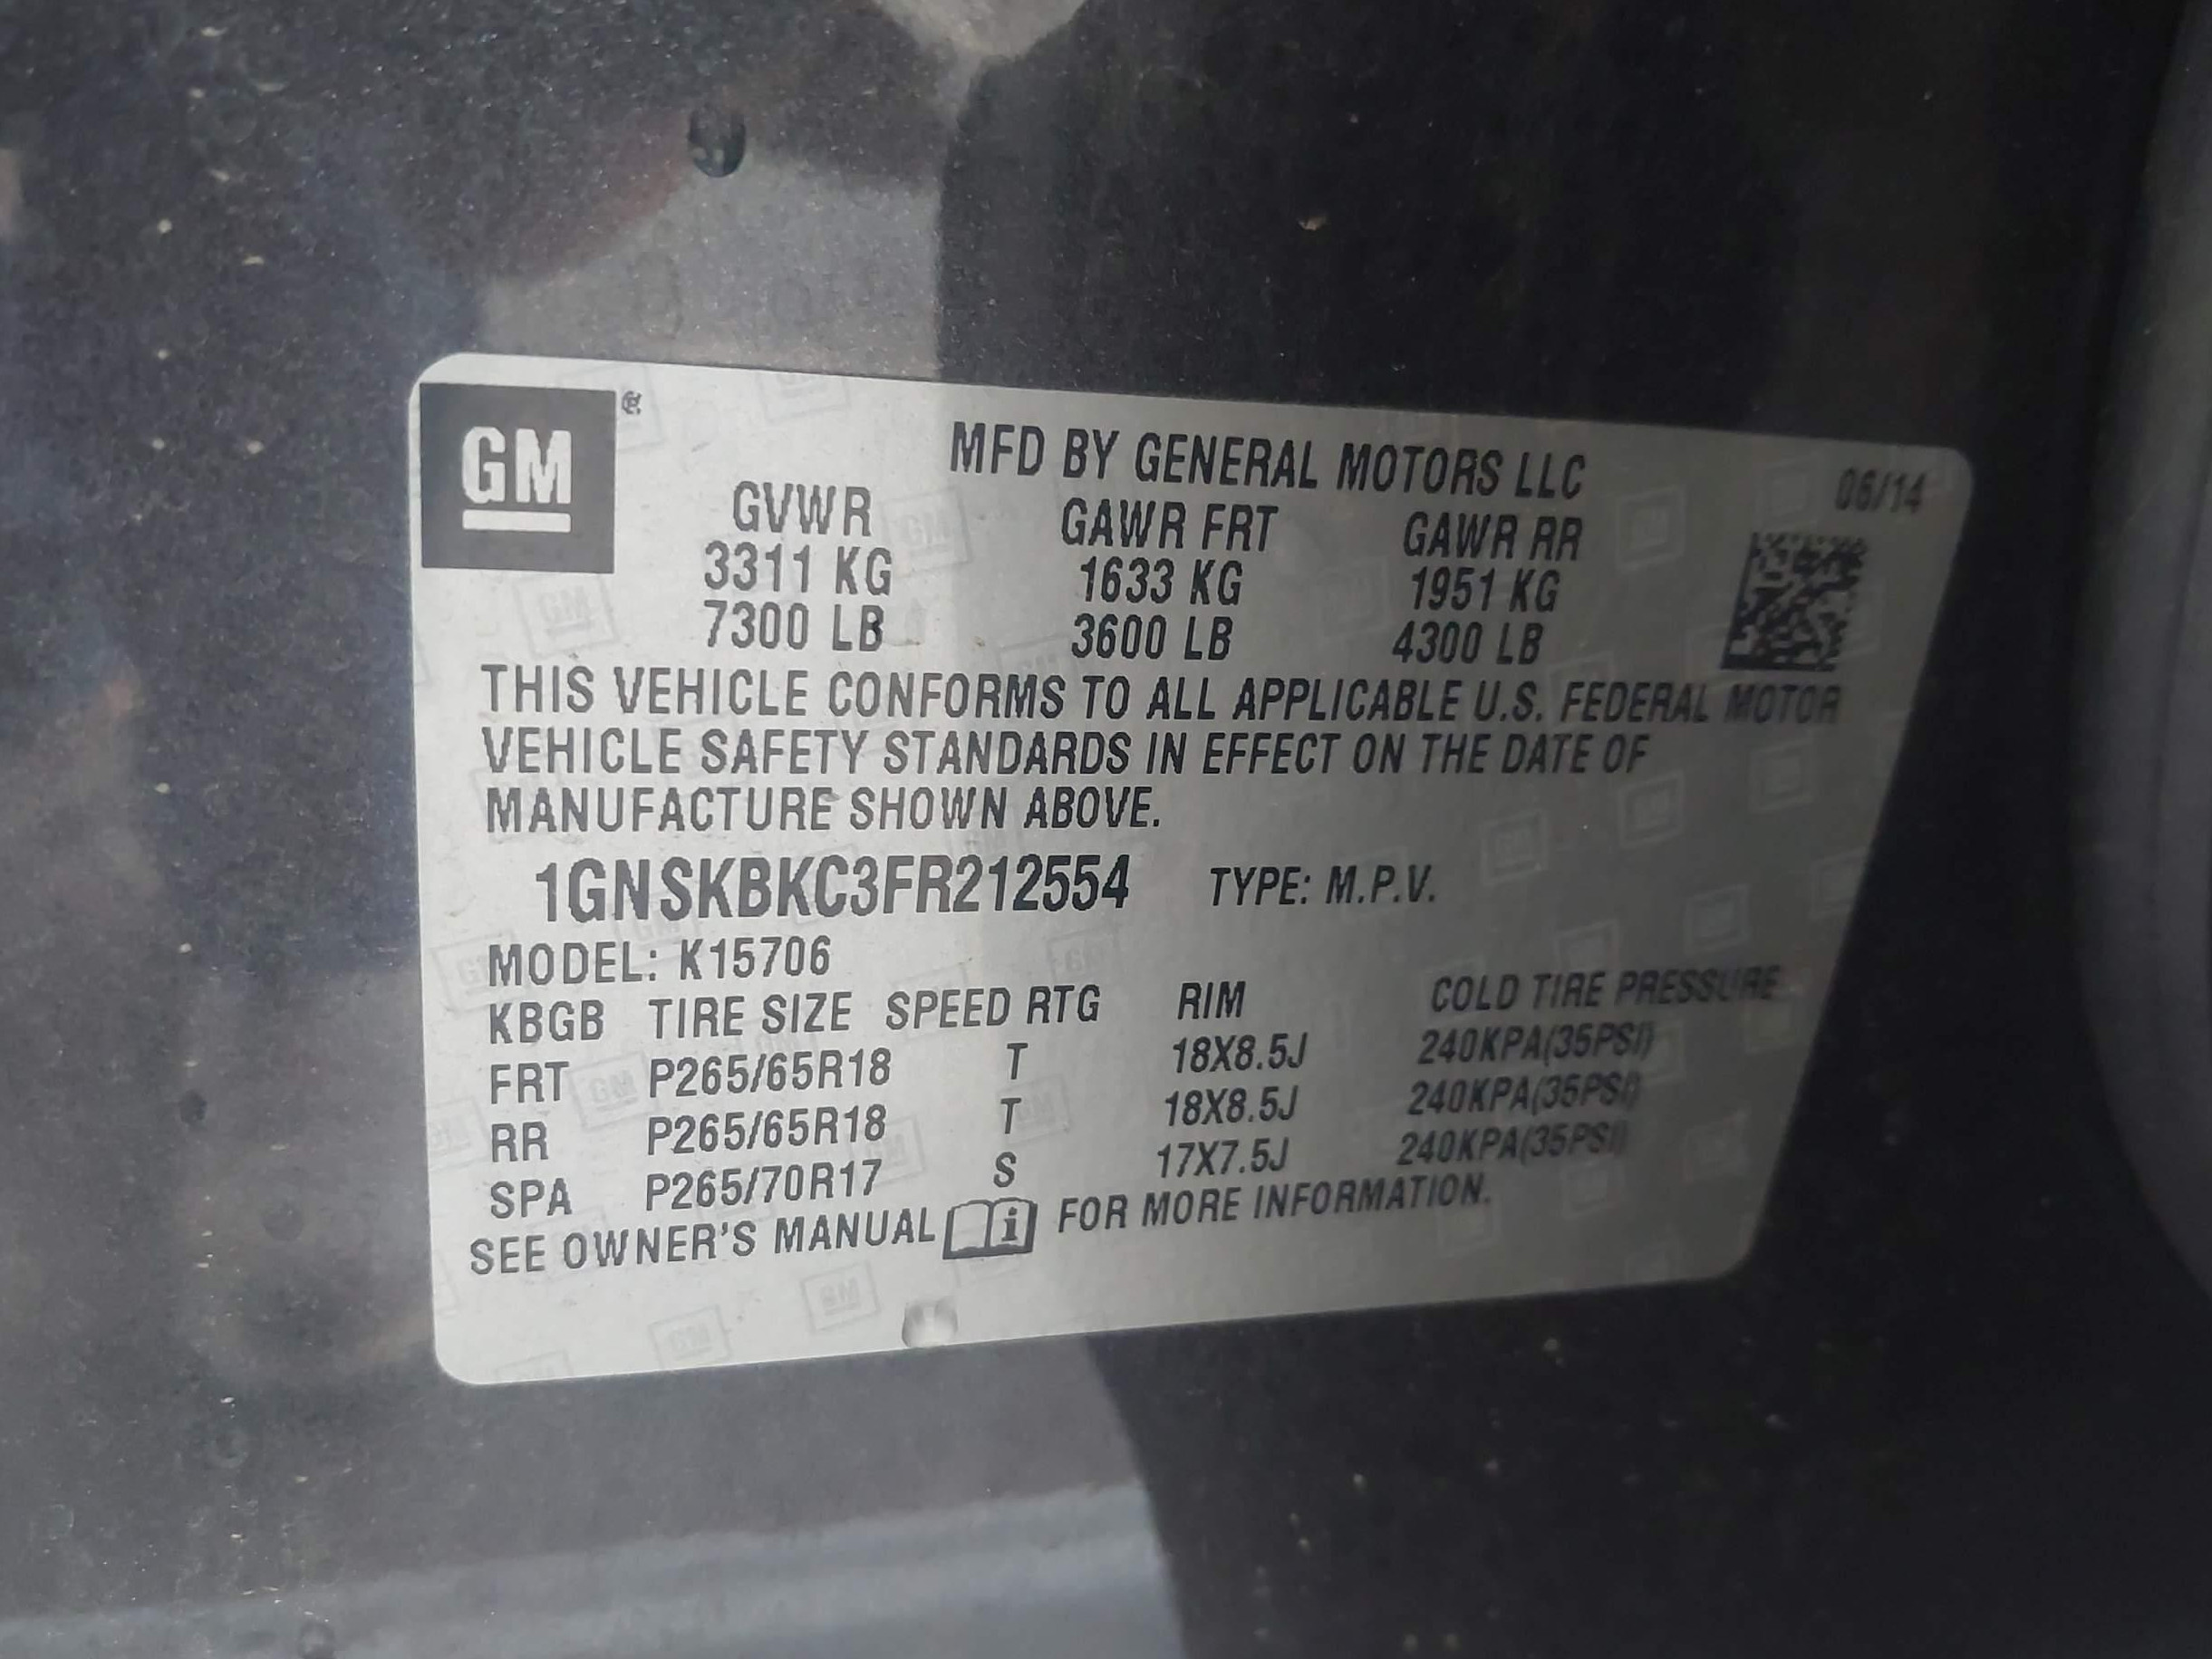 GM
MFD BY GENERAL MOTORS LLC 06/14
GVWR GAWR FRT GAWR RR
3311 KG 1633 KG 1951 KG
7300 LB 3600 LB 4300 LB
THIS VEHICLE CONFORMS TO ALL APPLICABLE U.S. FEDERAL MOTOR
VEHICLE SAFETY STANDARDS IN EFFECT ON THE DATE OF
MANUFACTURE SHOWN ABOVE.
1GNSKBKC3FR212554 TYPE: M.P.V.
MODEL: K15706
KBGB TIRE SIZE SPEED RTG RIM COLD TIRE PRESSURE
FRT P265/65R18 T 18X8.5J 240KPA(35PSI)
RR P265/65R18 T 18X8.5J 240KPA(35PSI)
SPA P265/70R17 S 17X7.5J 240KPA(35PSI)
SEE OWNER'S MANUAL i FOR MORE INFORMATION.